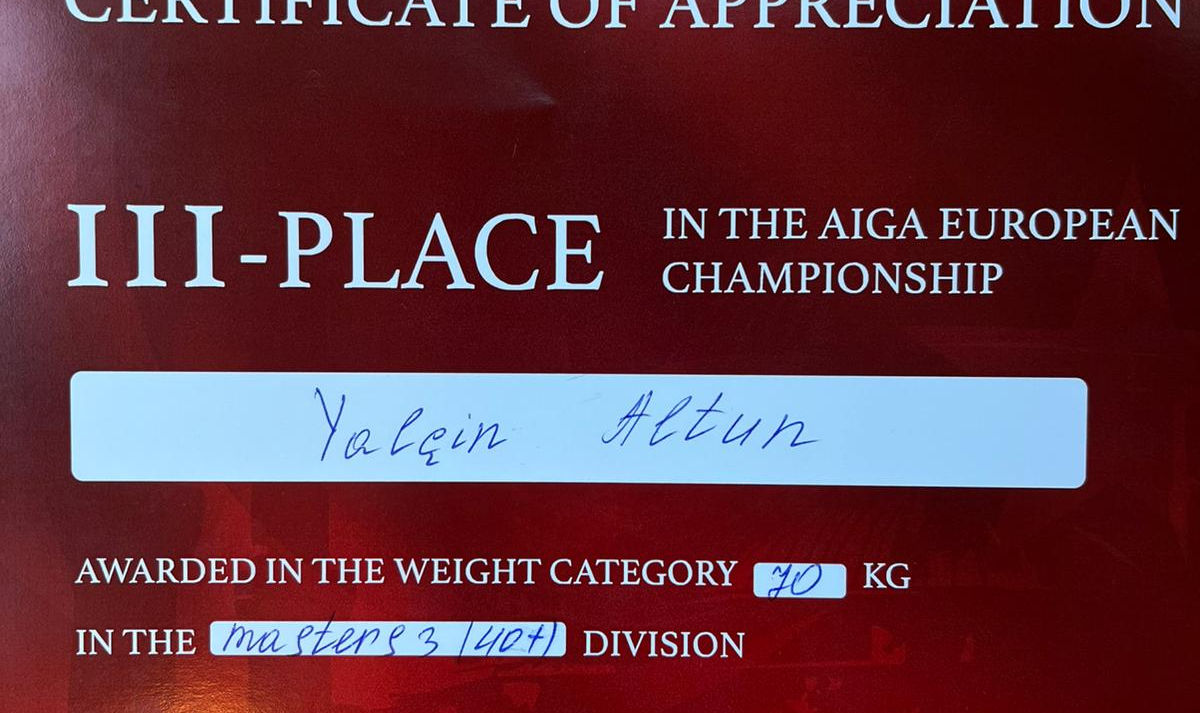 CERTIFICATE OF APPRECIATION
III-PLACE
IN THE AIGA EUROPEAN
CHAMPIONSHIP
Yalçin Altun
AWARDED IN THE WEIGHT CATEGORY 70 KG
IN THE masters 3 (40+) DIVISION